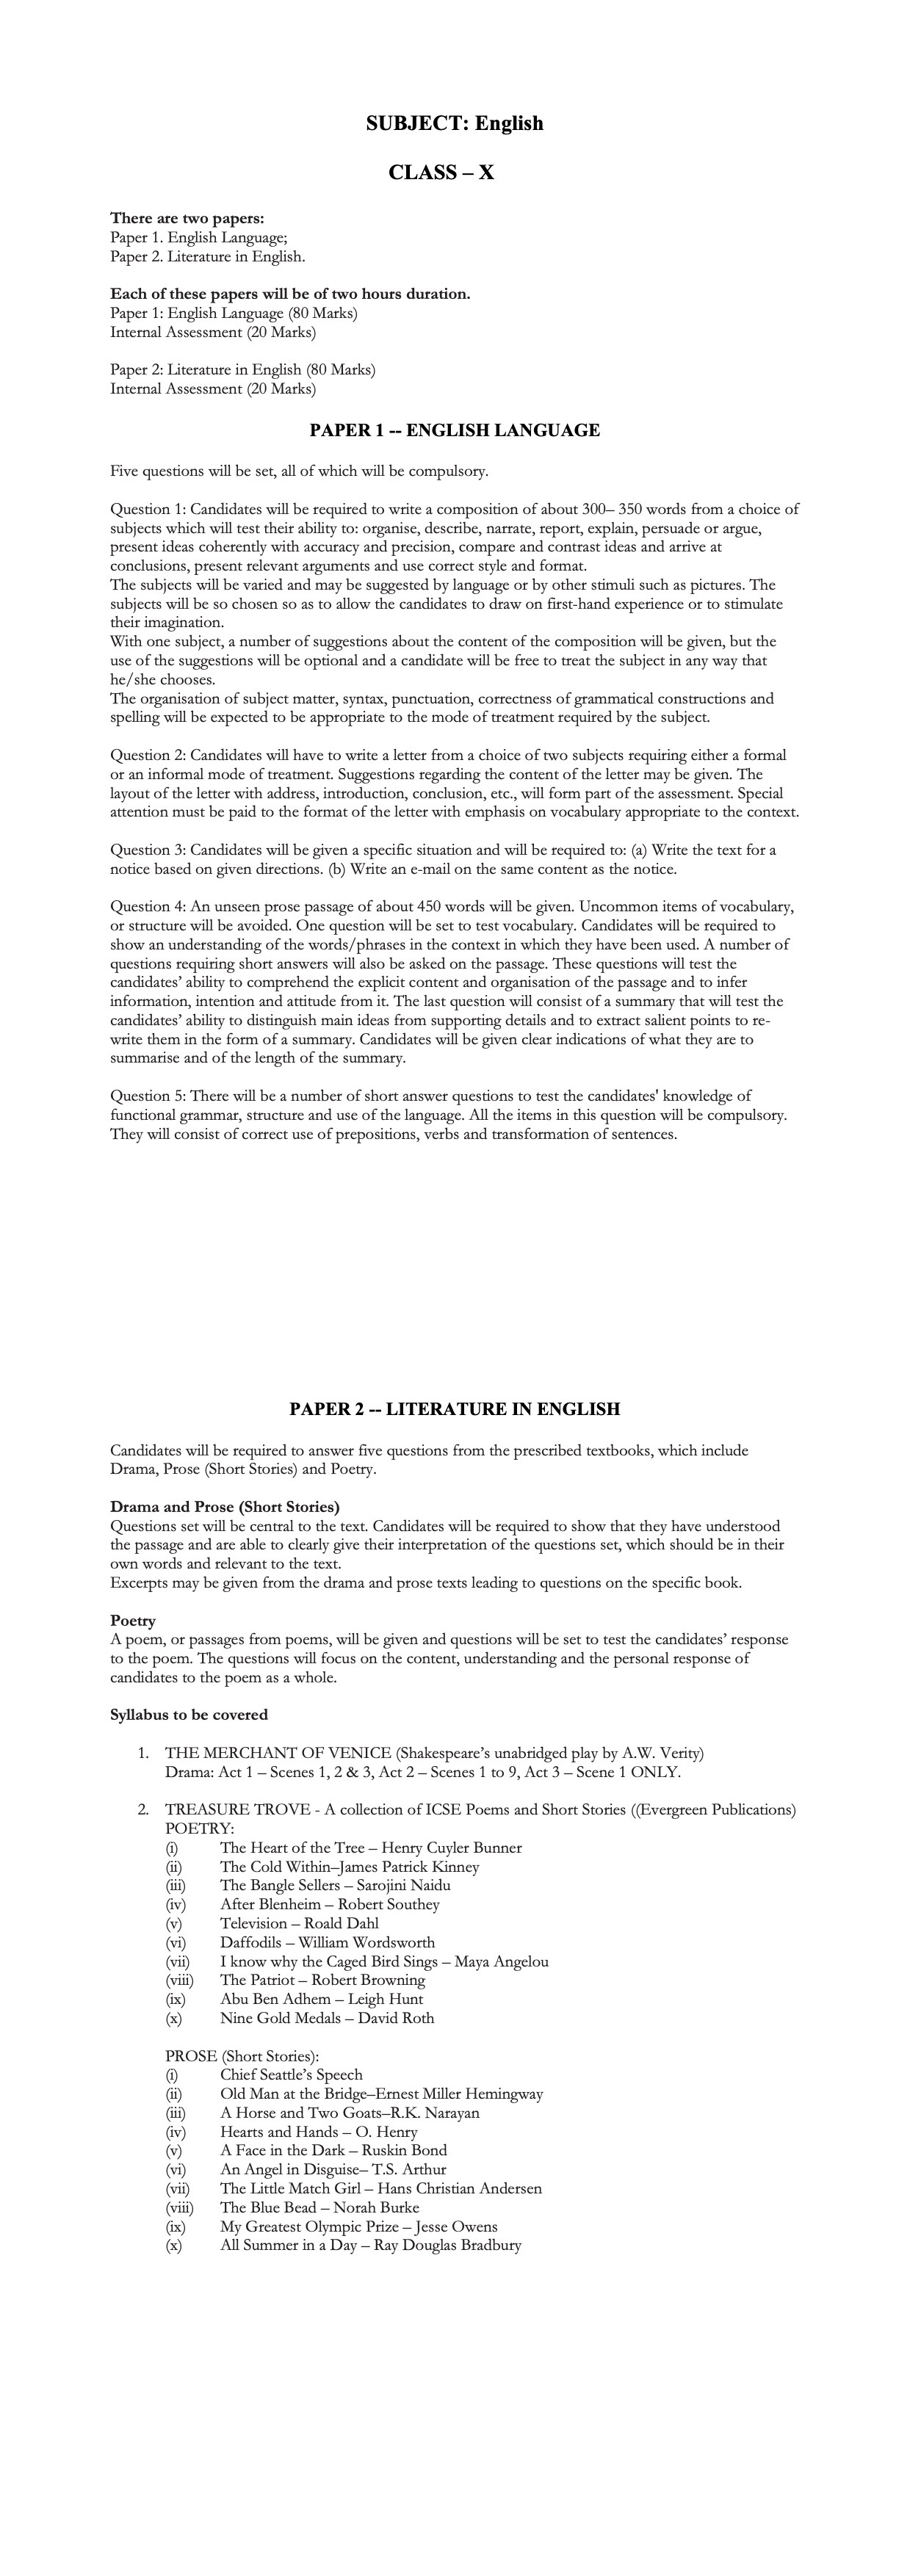 SUBJECT: English
CLASS – X
There are two papers:
Paper 1. English Language;
Paper 2. Literature in English.
Each of these papers will be of two hours duration.
Paper 1: English Language (80 Marks)
Internal Assessment (20 Marks)
Paper 2: Literature in English (80 Marks)
Internal Assessment (20 Marks)
PAPER 1 -- ENGLISH LANGUAGE
Five questions will be set, all of which will be compulsory.
Question 1: Candidates will be required to write a composition of about 300– 350 words from a choice of
subjects which will test their ability to: organise, describe, narrate, report, explain, persuade or argue,
present ideas coherently with accuracy and precision, compare and contrast ideas and arrive at
conclusions, present relevant arguments and use correct style and format.
The subjects will be varied and may be suggested by language or by other stimuli such as pictures. The
subjects will be so chosen so as to allow the candidates to draw on first-hand experience or to stimulate
their imagination.
With one subject, a number of suggestions about the content of the composition will be given, but the
use of the suggestions will be optional and a candidate will be free to treat the subject in any way that
he/she chooses.
The organisation of subject matter, syntax, punctuation, correctness of grammatical constructions and
spelling will be expected to be appropriate to the mode of treatment required by the subject.
Question 2: Candidates will have to write a letter from a choice of two subjects requiring either a formal
or an informal mode of treatment. Suggestions regarding the content of the letter may be given. The
layout of the letter with address, introduction, conclusion, etc., will form part of the assessment. Special
attention must be paid to the format of the letter with emphasis on vocabulary appropriate to the context.
Question 3: Candidates will be given a specific situation and will be required to: (a) Write the text for a
notice based on given directions. (b) Write an e-mail on the same content as the notice.
Question 4: An unseen prose passage of about 450 words will be given. Uncommon items of vocabulary,
or structure will be avoided. One question will be set to test vocabulary. Candidates will be required to
show an understanding of the words/phrases in the context in which they have been used. A number of
questions requiring short answers will also be asked on the passage. These questions will test the
candidates’ ability to comprehend the explicit content and organisation of the passage and to infer
information, intention and attitude from it. The last question will consist of a summary that will test the
candidates’ ability to distinguish main ideas from supporting details and to extract salient points to re-
write them in the form of a summary. Candidates will be given clear indications of what they are to
summarise and of the length of the summary.
Question 5: There will be a number of short answer questions to test the candidates' knowledge of
functional grammar, structure and use of the language. All the items in this question will be compulsory.
They will consist of correct use of prepositions, verbs and transformation of sentences.
PAPER 2 -- LITERATURE IN ENGLISH
Candidates will be required to answer five questions from the prescribed textbooks, which include
Drama, Prose (Short Stories) and Poetry.
Drama and Prose (Short Stories)
Questions set will be central to the text. Candidates will be required to show that they have understood
the passage and are able to clearly give their interpretation of the questions set, which should be in their
own words and relevant to the text.
Excerpts may be given from the drama and prose texts leading to questions on the specific book.
Poetry
A poem, or passages from poems, will be given and questions will be set to test the candidates’ response
to the poem. The questions will focus on the content, understanding and the personal response of
candidates to the poem as a whole.
Syllabus to be covered
1. THE MERCHANT OF VENICE (Shakespeare’s unabridged play by A.W. Verity)
Drama: Act 1 – Scenes 1, 2 & 3, Act 2 – Scenes 1 to 9, Act 3 – Scene 1 ONLY.
2. TREASURE TROVE - A collection of ICSE Poems and Short Stories ((Evergreen Publications)
POETRY:
(i) The Heart of the Tree – Henry Cuyler Bunner
(ii) The Cold Within–James Patrick Kinney
(iii) The Bangle Sellers – Sarojini Naidu
(iv) After Blenheim – Robert Southey
(v) Television – Roald Dahl
(vi) Daffodils – William Wordsworth
(vii) I know why the Caged Bird Sings – Maya Angelou
(viii) The Patriot – Robert Browning
(ix) Abu Ben Adhem – Leigh Hunt
(x) Nine Gold Medals – David Roth
PROSE (Short Stories):
(i) Chief Seattle’s Speech
(ii) Old Man at the Bridge–Ernest Miller Hemingway
(iii) A Horse and Two Goats–R.K. Narayan
(iv) Hearts and Hands – O. Henry
(v) A Face in the Dark – Ruskin Bond
(vi) An Angel in Disguise– T.S. Arthur
(vii) The Little Match Girl – Hans Christian Andersen
(viii) The Blue Bead – Norah Burke
(ix) My Greatest Olympic Prize – Jesse Owens
(x) All Summer in a Day – Ray Douglas Bradbury